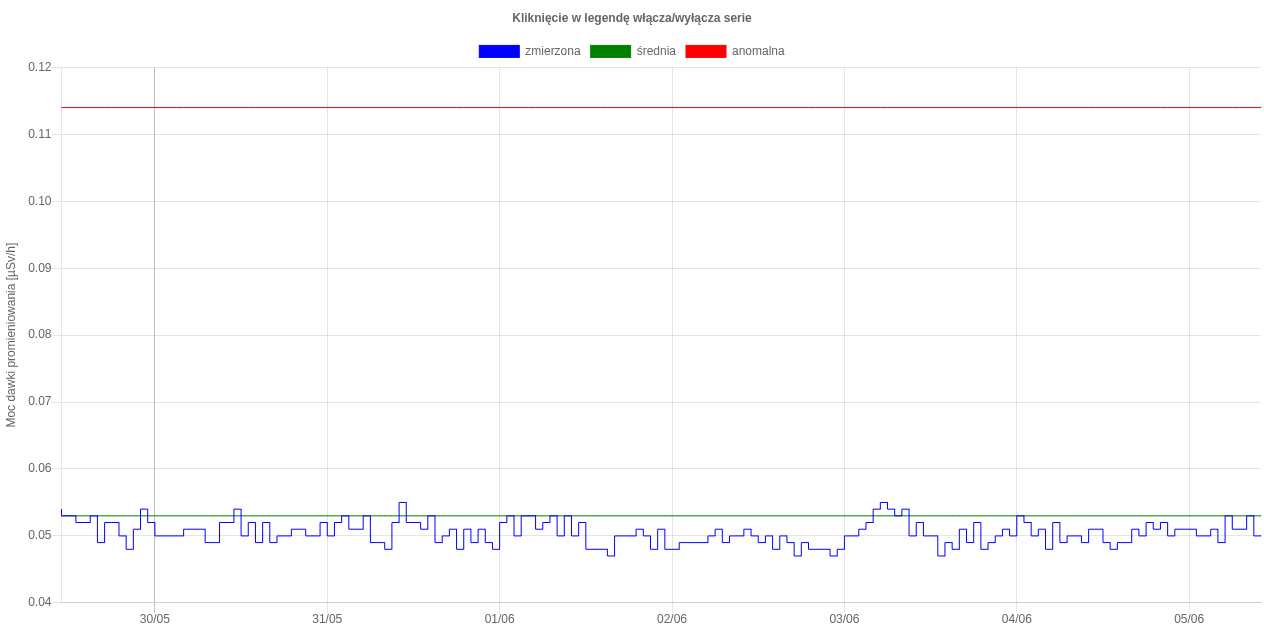 Kliknięcie w legendę włącza/wyłącza serie
zmierzona średnia anomalna
Moc dawki promieniowania [µSv/h]
0.12
0.11
0.10
0.09
0.08
0.07
0.06
0.05
0.04
30/05 31/05 01/06 02/06 03/06 04/06 05/06